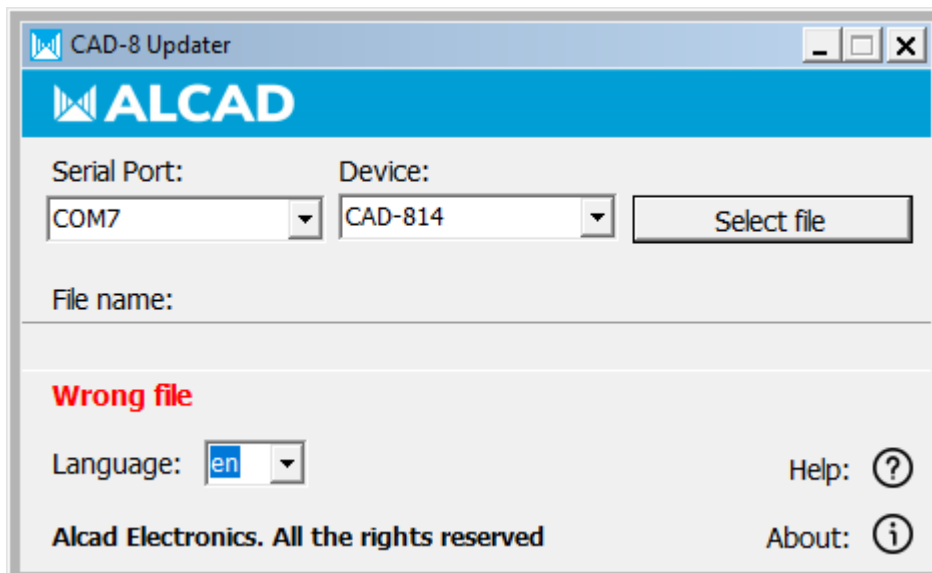 CAD-8 Updater
ALCAD
Serial Port: Device:
COM7 CAD-814 Select file
File name:
Wrong file
Language: en
Help: ?
Alcad Electronics. All the rights reserved
About: i